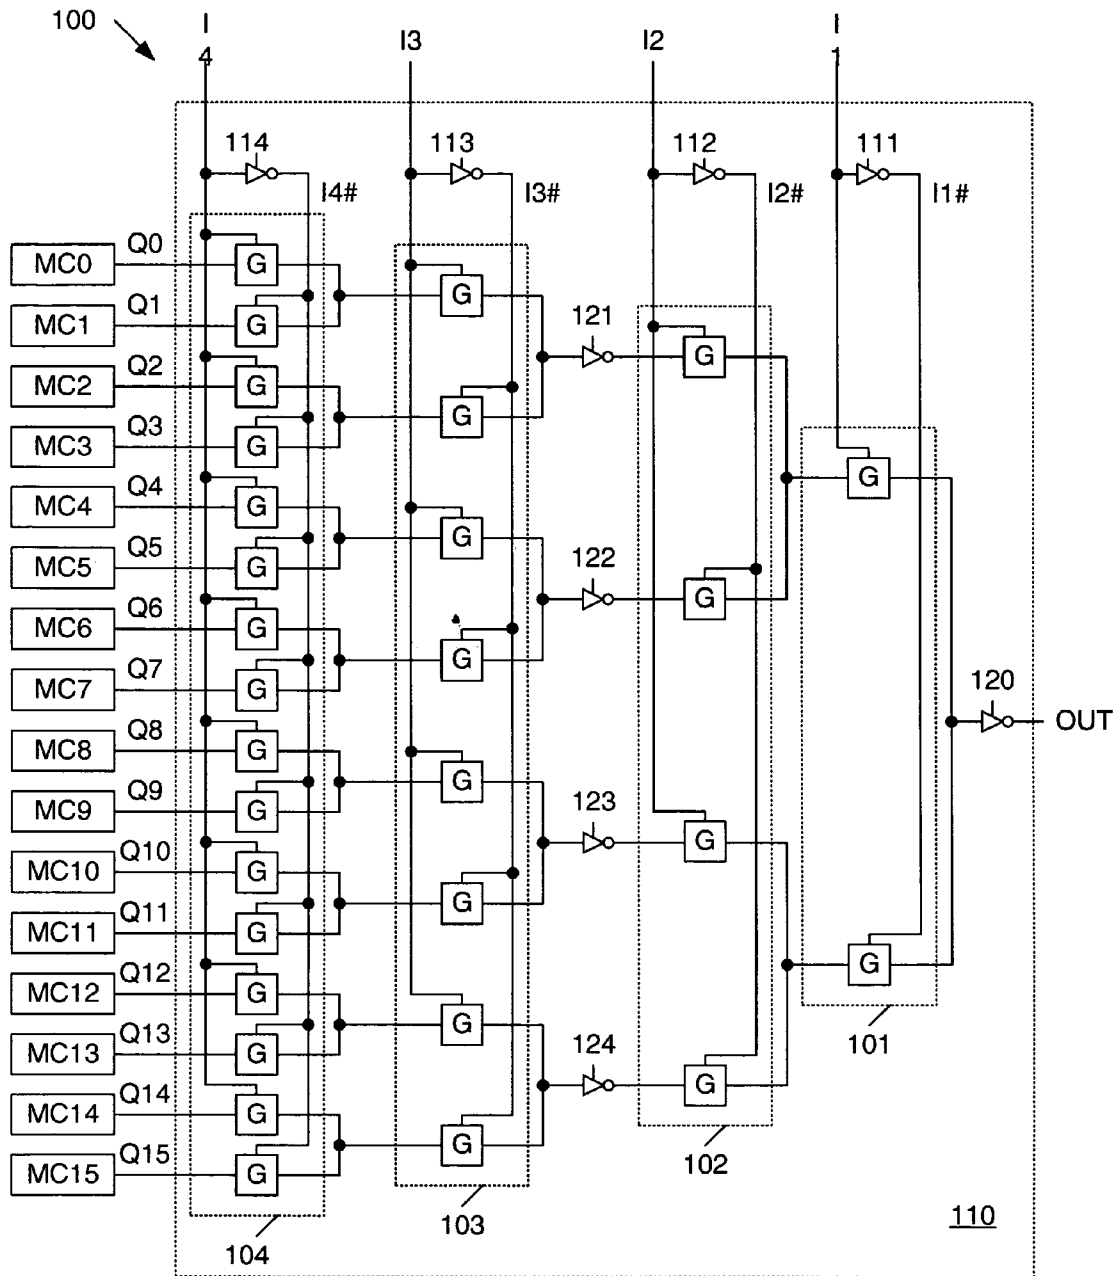 100
I
4
I3
I2
I
1
114
113
112
111
I4#
I3#
I2#
I1#
MC0 Q0 G
G
MC1 Q1 G
121
MC2 Q2 G
G
G
MC3 Q3 G
G
MC4 Q4 G
G
122
MC5 Q5 G
G
MC6 Q6 G
G
MC7 Q7 G
120
OUT
MC8 Q8 G
G
MC9 Q9 G
123
G
MC10 Q10 G
G
MC11 Q11 G
G
MC12 Q12 G
G
MC13 Q13 G
124
101
G
MC14 Q14 G
G
MC15 Q15 G
102
103
104
110